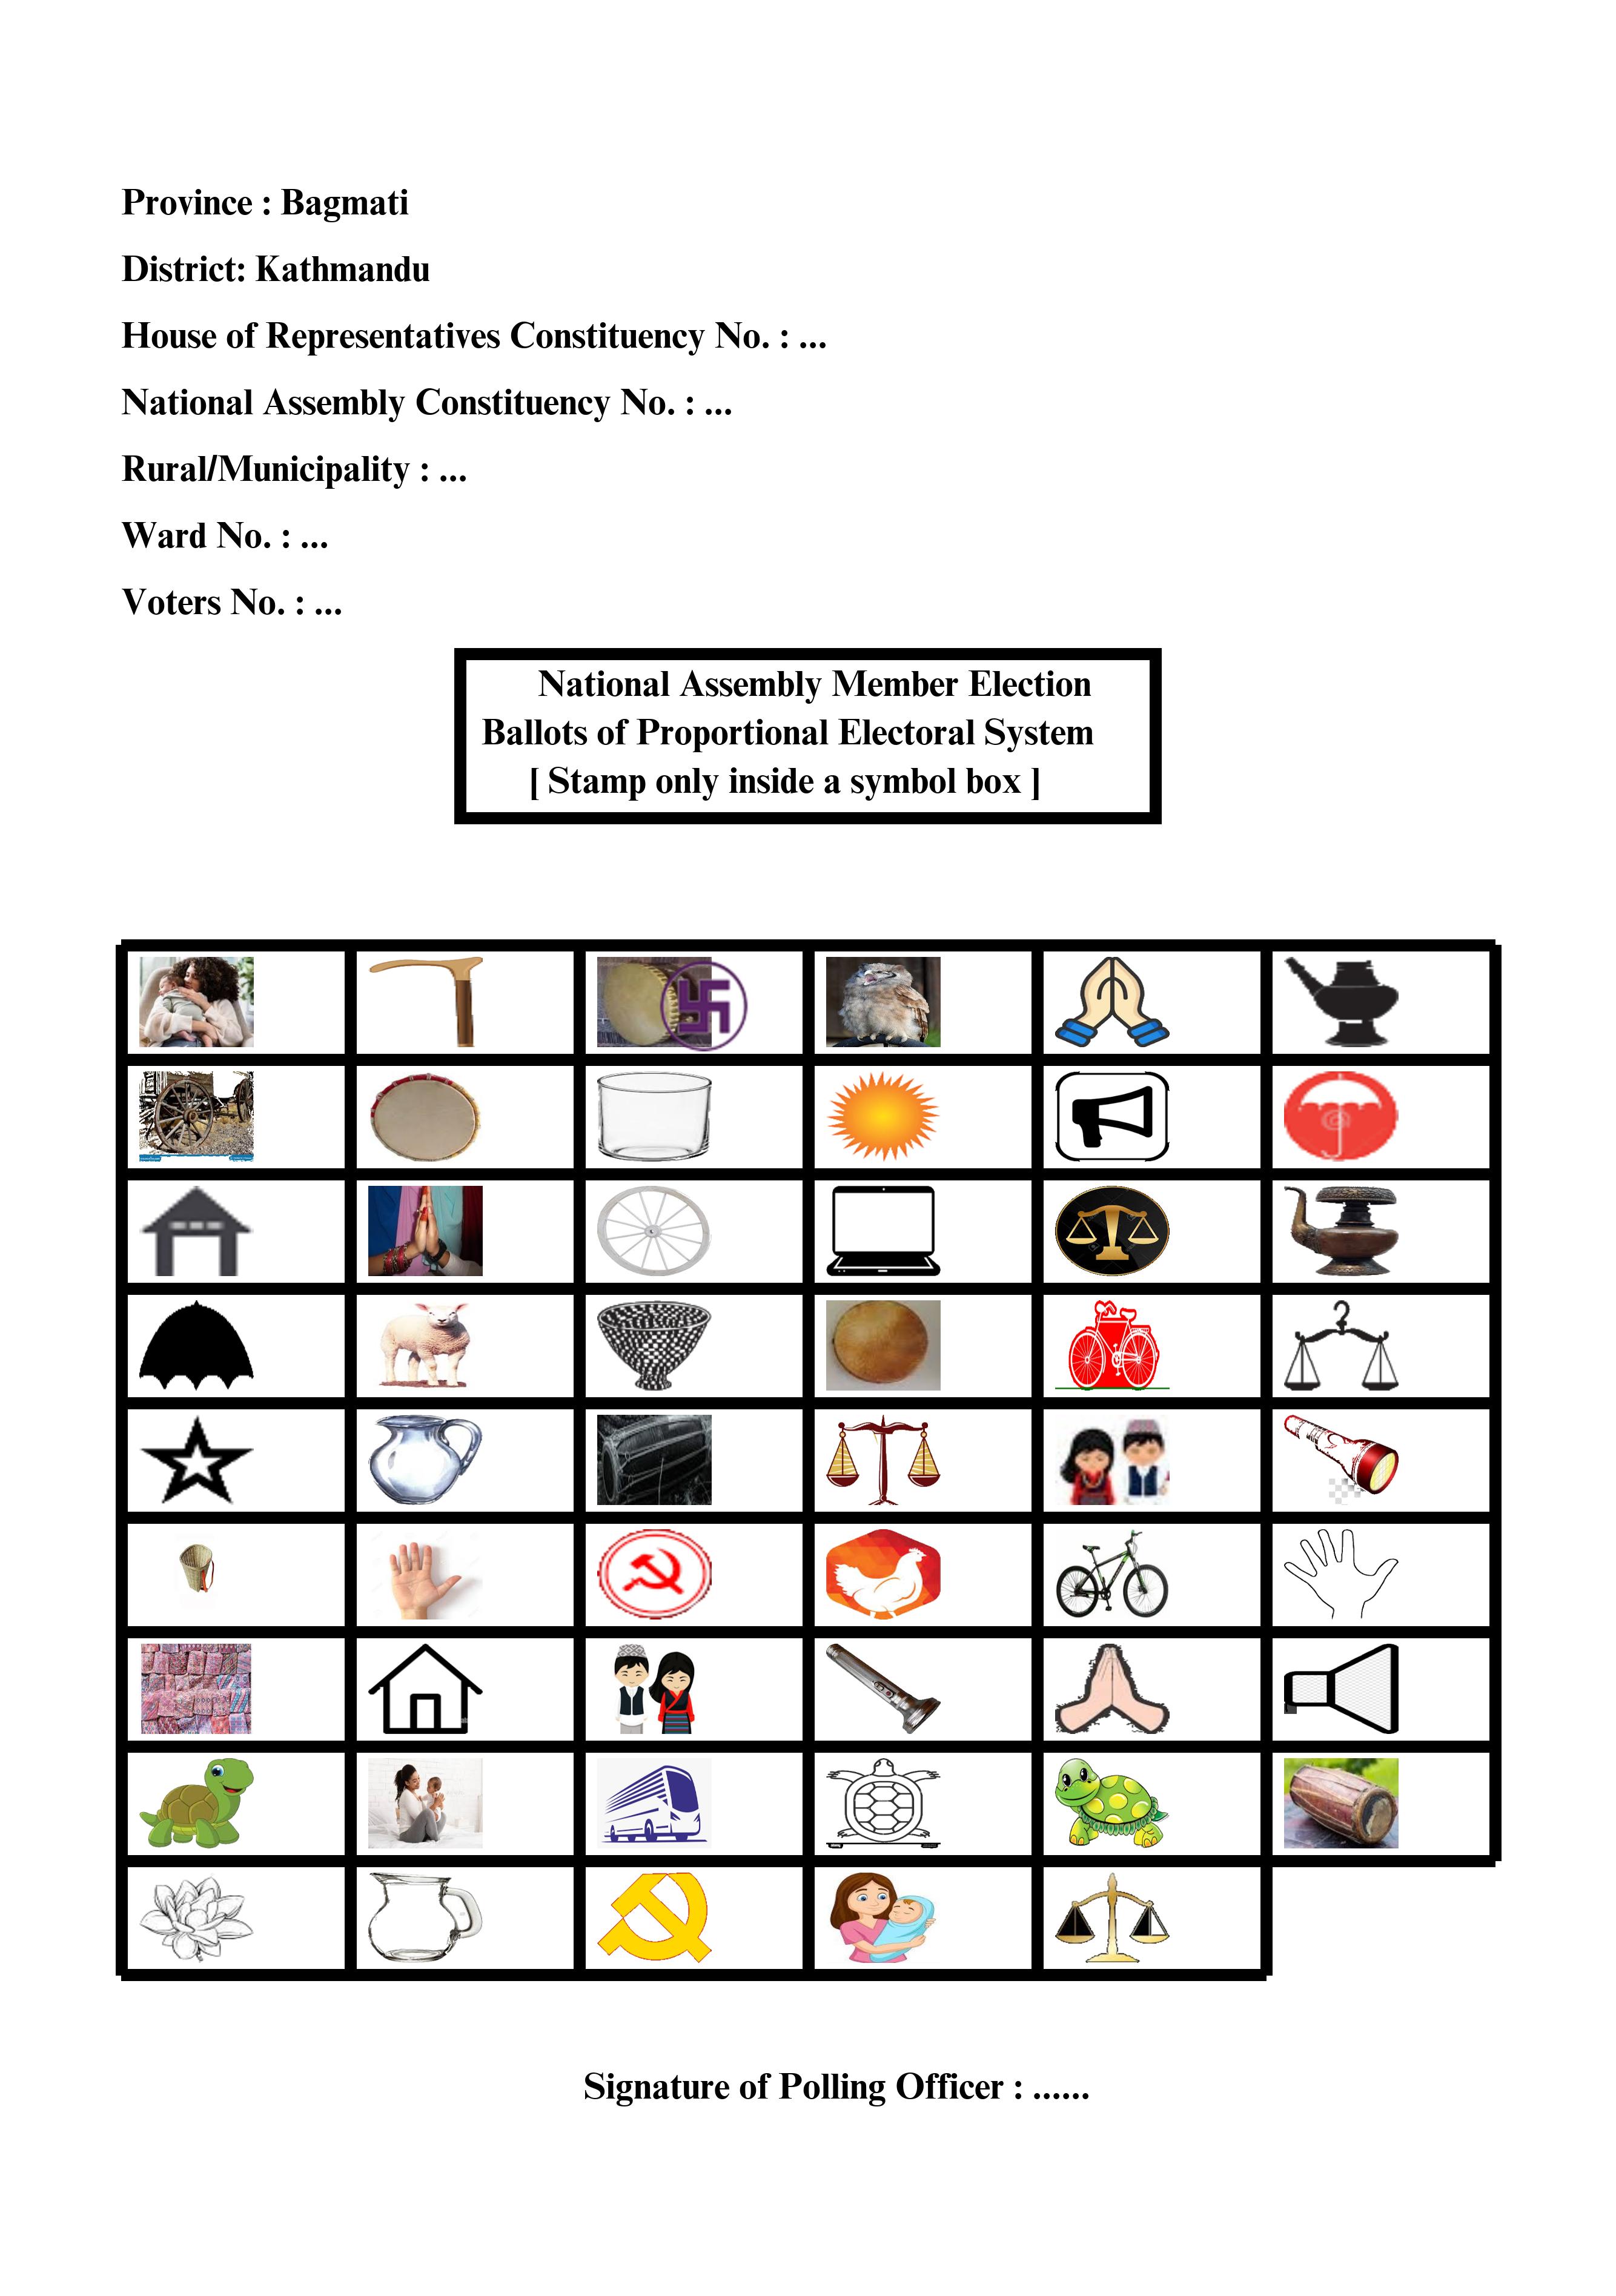 Province : Bagmati
District: Kathmandu
House of Representatives Constituency No. : ...
National Assembly Constituency No. : ...
Rural/Municipality : ...
Ward No. : ...
Voters No. : ...
National Assembly Member Election
Ballots of Proportional Electoral System
[ Stamp only inside a symbol box ]
Signature of Polling Officer : ......